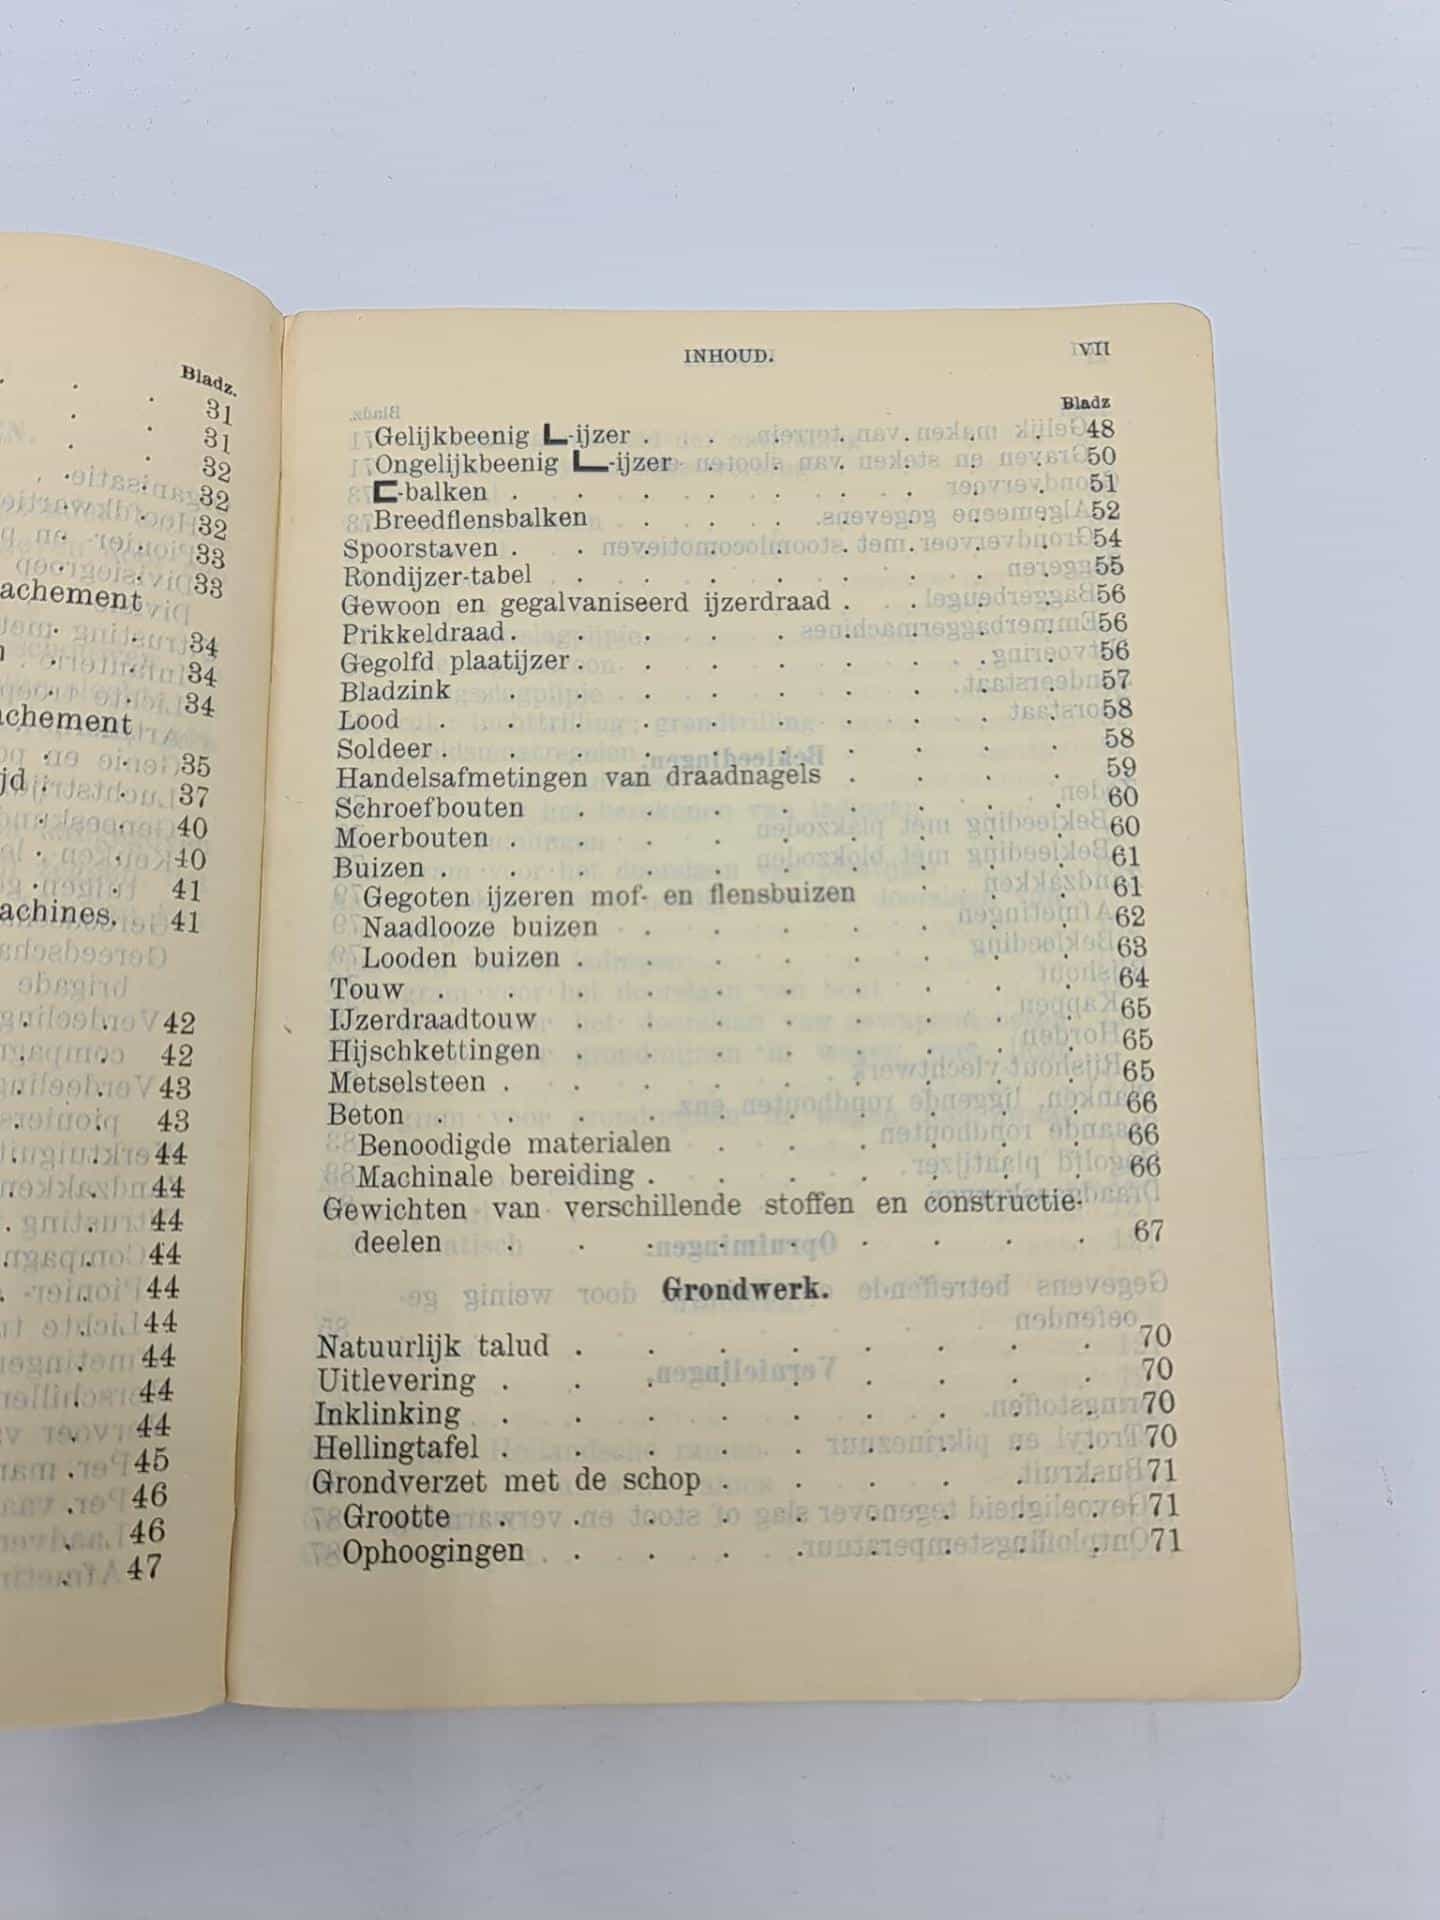 Bladz.
31
31
32
32
32
33
33
achement
34
34
34
achement
35
jd 37
40
40
41
achines. 41
42
42
43
43
44
44
44
44
44
44
44
44
44
45
46
46
47
INHOUD. VII
Bladz
Gelijkbeenig L-ijzer . . . . . . . 48
Ongelijkbeenig L-ijzer . . . . . . 50
C-balken . . . . . . . . . 51
Breedflensbalken . . . . . . . 52
Spoorstaven . . . . . . . . . 54
Rondijzer-tabel . . . . . . . . 55
Gewoon en gegalvaniseerd ijzerdraad . . . . 56
Prikkeldraad . . . . . . . . . 56
Gegolfd plaatijzer . . . . . . . . 56
Bladzink . . . . . . . . . 57
Lood . . . . . . . . . . 58
Soldeer . . . . . . . . . . 58
Handelsafmetingen van draadnagels . . . . 59
Schroefbouten . . . . . . . . 60
Moerbouten . . . . . . . . . 60
Buizen . . . . . . . . . . 61
Gegoten ijzeren mof- en flensbuizen . . . 61
Naadlooze buizen . . . . . . . 62
Looden buizen . . . . . . . . 63
Touw . . . . . . . . . . 64
IJzerdraadtouw . . . . . . . . 65
Hijschkettingen . . . . . . . . 65
Metselsteen . . . . . . . . . 65
Beton . . . . . . . . . . 66
Benoodigde materialen . . . . . . 66
Machinale bereiding . . . . . . . 66
Gewichten van verschillende stoffen en constructie-
deelen . . . . . . . . . 67
Grondwerk.
Natuurlijk talud . . . . . . . . 70
Uitlevering . . . . . . . . . 70
Inklinking . . . . . . . . . 70
Hellingtafel . . . . . . . . . 70
Grondverzet met de schop . . . . . . 71
Grootte . . . . . . . . . 71
Ophoogingen . . . . . . . . 71